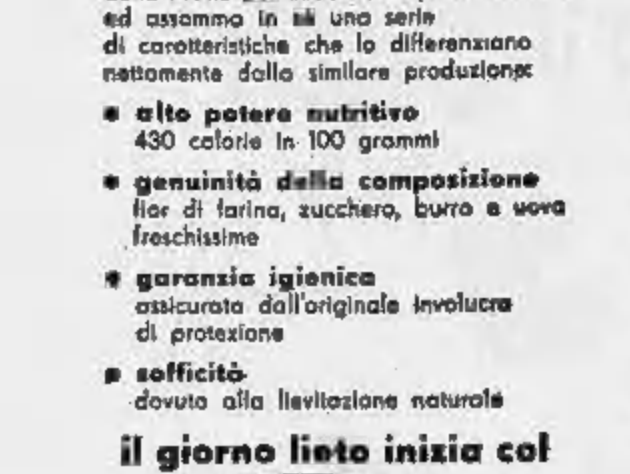 ed assomma in sè una serie
di caratteristiche che lo differenziano
nettamente dalla similare produzione:
• alto potere nutritivo
430 calorie in 100 grammi
• genuinità della composizione
fior di farina, zucchero, burro e uova
freschissime
• garanzia igienica
assicurata dall'originale involucro
di protezione
• sofficità
dovuta alla lievitazione naturale
il giorno lieto inizia col